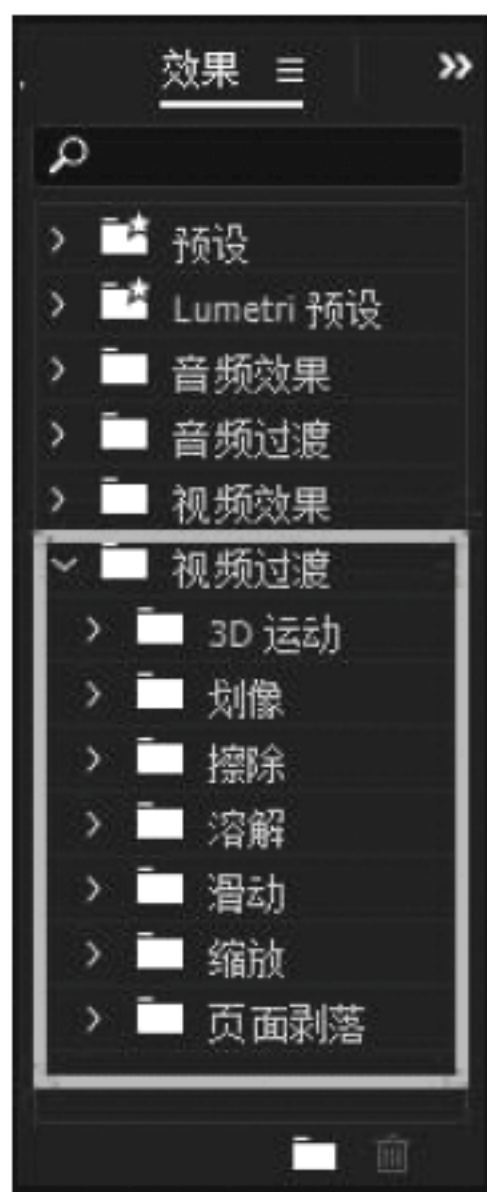 效果
预设
Lumetri 预设
音频效果
音频过渡
视频效果
视频过渡
3D 运动
划像
擦除
溶解
滑动
缩放
页面剥落